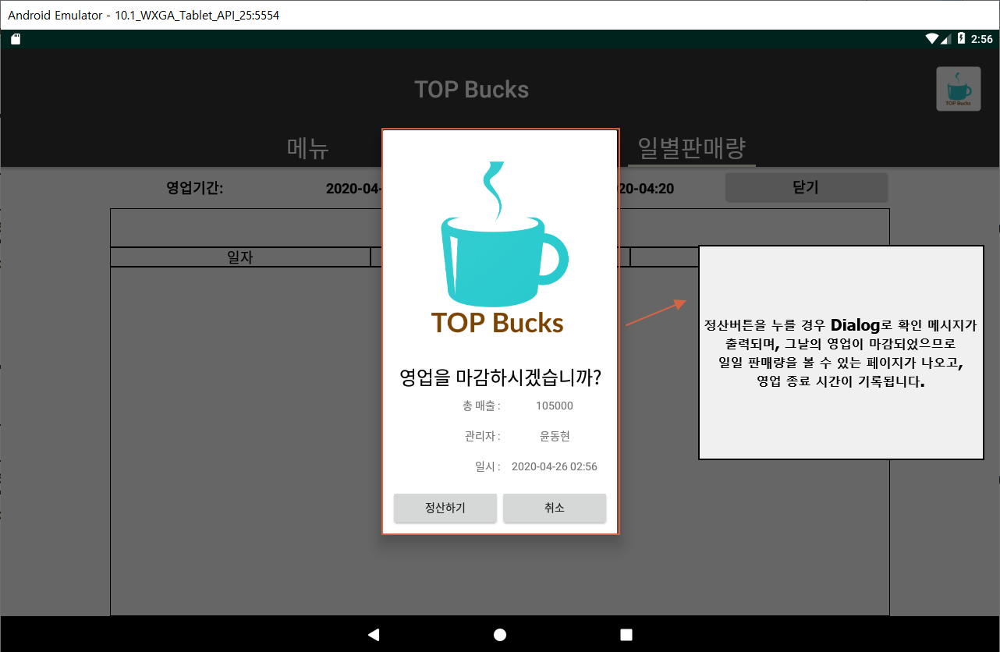 Android Emulator - 10.1_WXGA_Tablet_API_25:5554
2:56
TOP Bucks
TOP Bucks
메뉴
일별판매량
영업기간:
2020-04-
20-04:20
닫기
일자
TOP Bucks
영업을 마감하시겠습니까?
총 매출 : 105000
관리자 : 윤동현
일시 : 2020-04-26 02:56
정산하기
취소
정산버튼을 누를 경우 Dialog로 확인 메시지가
출력되며, 그날의 영업이 마감되었으므로
일일 판매량을 볼 수 있는 페이지가 나오고,
영업 종료 시간이 기록됩니다.